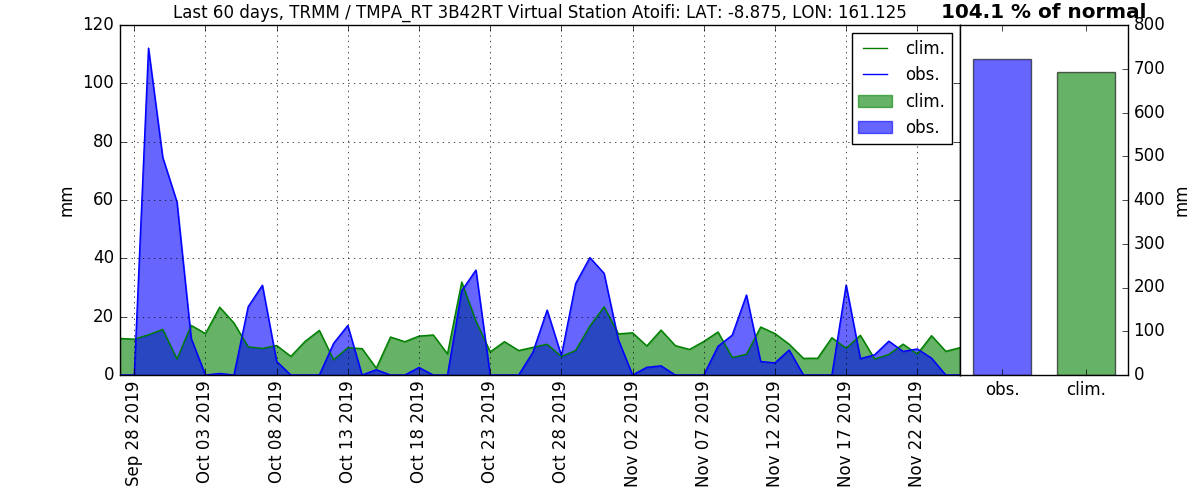 Last 60 days, TRMM / TMPA_RT 3B42RT Virtual Station Atoifi: LAT: -8.875, LON: 161.125
104.1 % of normal
120
100
80
60
40
20
0
mm
clim.
obs.
clim.
obs.
Sep 28 2019
Oct 03 2019
Oct 08 2019
Oct 13 2019
Oct 18 2019
Oct 23 2019
Oct 28 2019
Nov 02 2019
Nov 07 2019
Nov 12 2019
Nov 17 2019
Nov 22 2019
800
700
600
500
400
300
200
100
0
mm
obs.
clim.